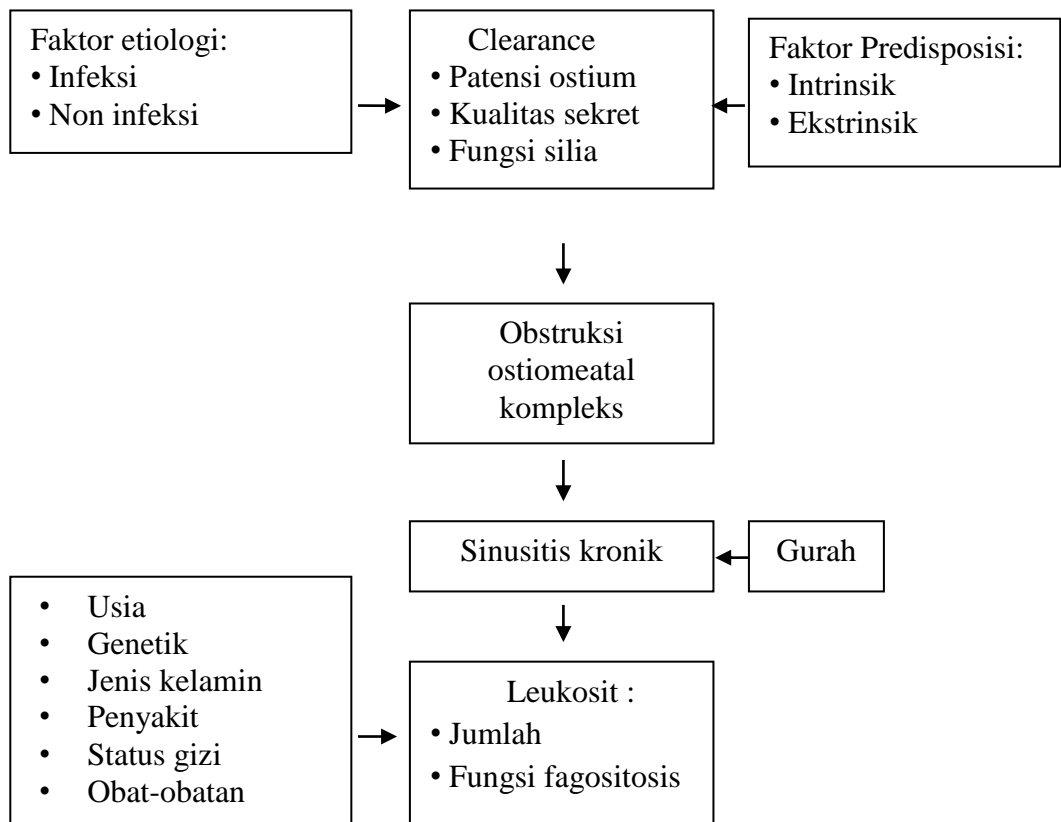 Faktor etiologi:
• Infeksi
• Non infeksi
Clearance
• Patensi ostium
• Kualitas sekret
• Fungsi silia
Faktor Predisposisi:
• Intrinsik
• Ekstrinsik
Obstruksi
ostiomeatal
kompleks
Sinusitis kronik
Gurah
• Usia
• Genetik
• Jenis kelamin
• Penyakit
• Status gizi
• Obat-obatan
Leukosit :
• Jumlah
• Fungsi fagositosis